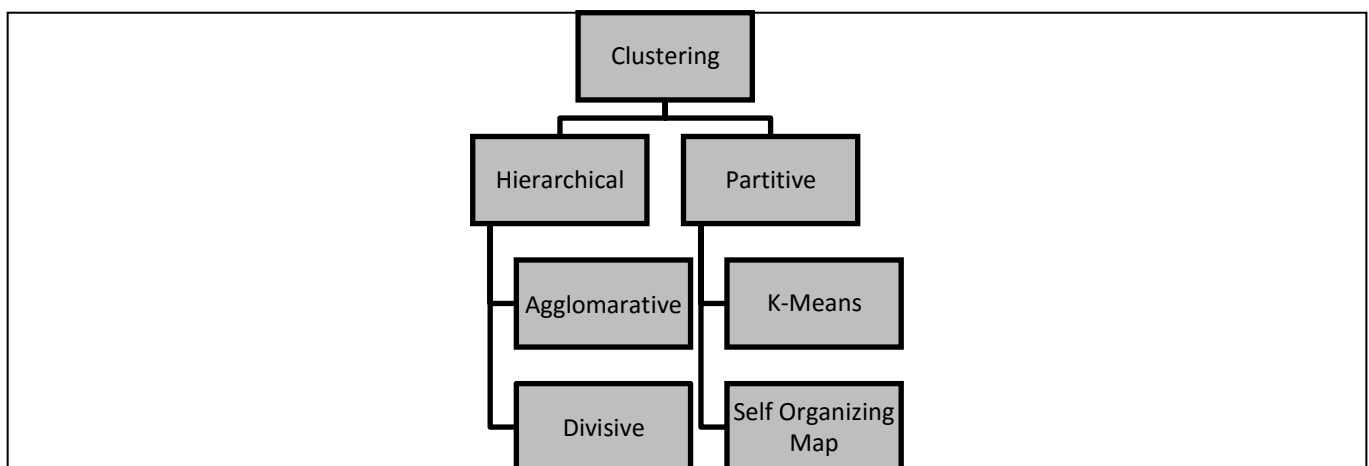 Clustering
Hierarchical
Partitive
Agglomarative
K-Means
Divisive
Self Organizing
Map